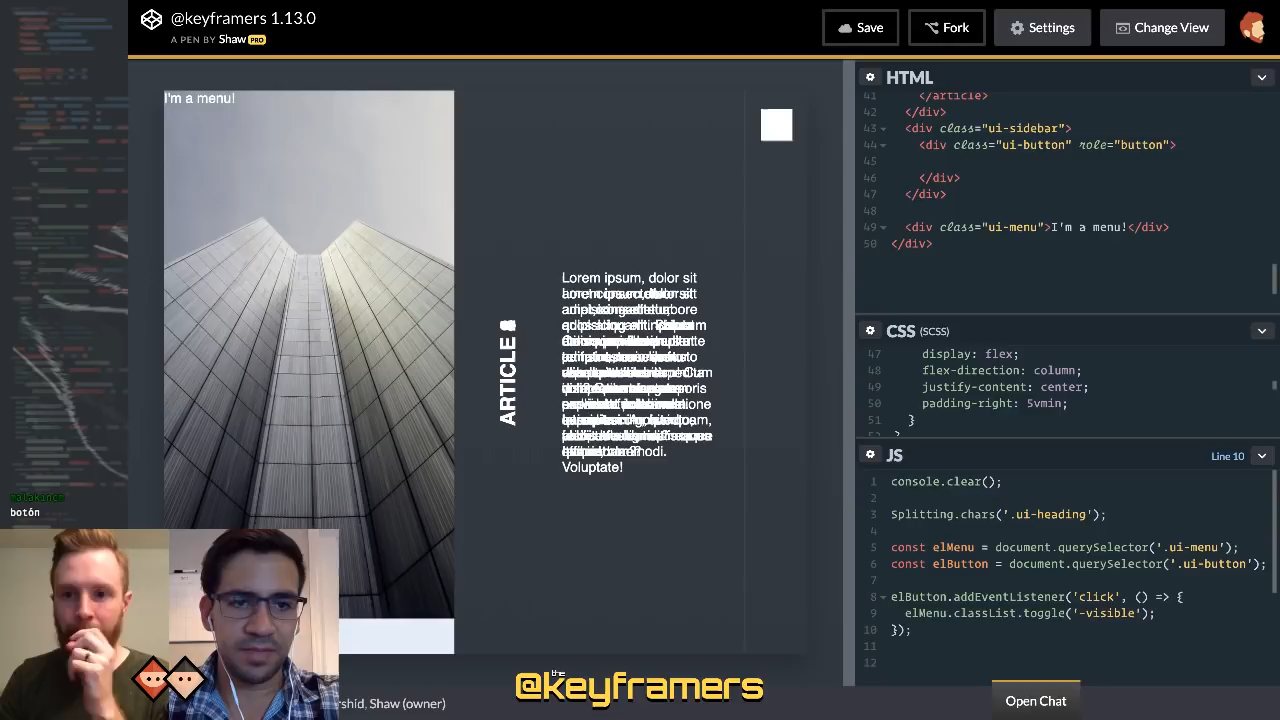 @keyframers 1.13.0
A PEN BY Shaw PRO
Save
Fork
Settings
Change View
I'm a menu!
ARTICLE
Lorem ipsum, dolor sit
Voluptate!
HTML
41 </article>
42 </div>
43 <div class="ui-sidebar">
44 <div class="ui-button" role="button">
45
46 </div>
47 </div>
48
49 <div class="ui-menu">I'm a menu!</div>
50 </div>
CSS (SCSS)
47 display: flex;
48 flex-direction: column;
49 justify-content: center;
50 padding-right: 5vmin;
51 }
JS
Line 10
1 console.clear();
2
3 Splitting.chars('.ui-heading');
4
5 const elMenu = document.querySelector('.ui-menu');
6 const elButton = document.querySelector('.ui-button');
7
8 elButton.addEventListener('click', () => {
9 elMenu.classList.toggle('-visible');
10 });
11
12
botón
the
@keyframers
rshid, Shaw (owner)
Open Chat